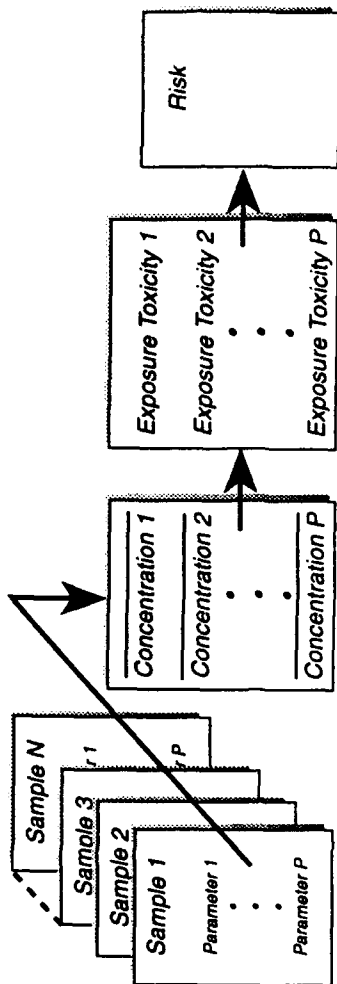 Sample N
r 1
r P
Sample 3
Sample 2
Sample 1
Parameter 1
Parameter P
Concentration 1
Concentration 2
Concentration P
Exposure Toxicity 1
Exposure Toxicity 2
Exposure Toxicity P
Risk